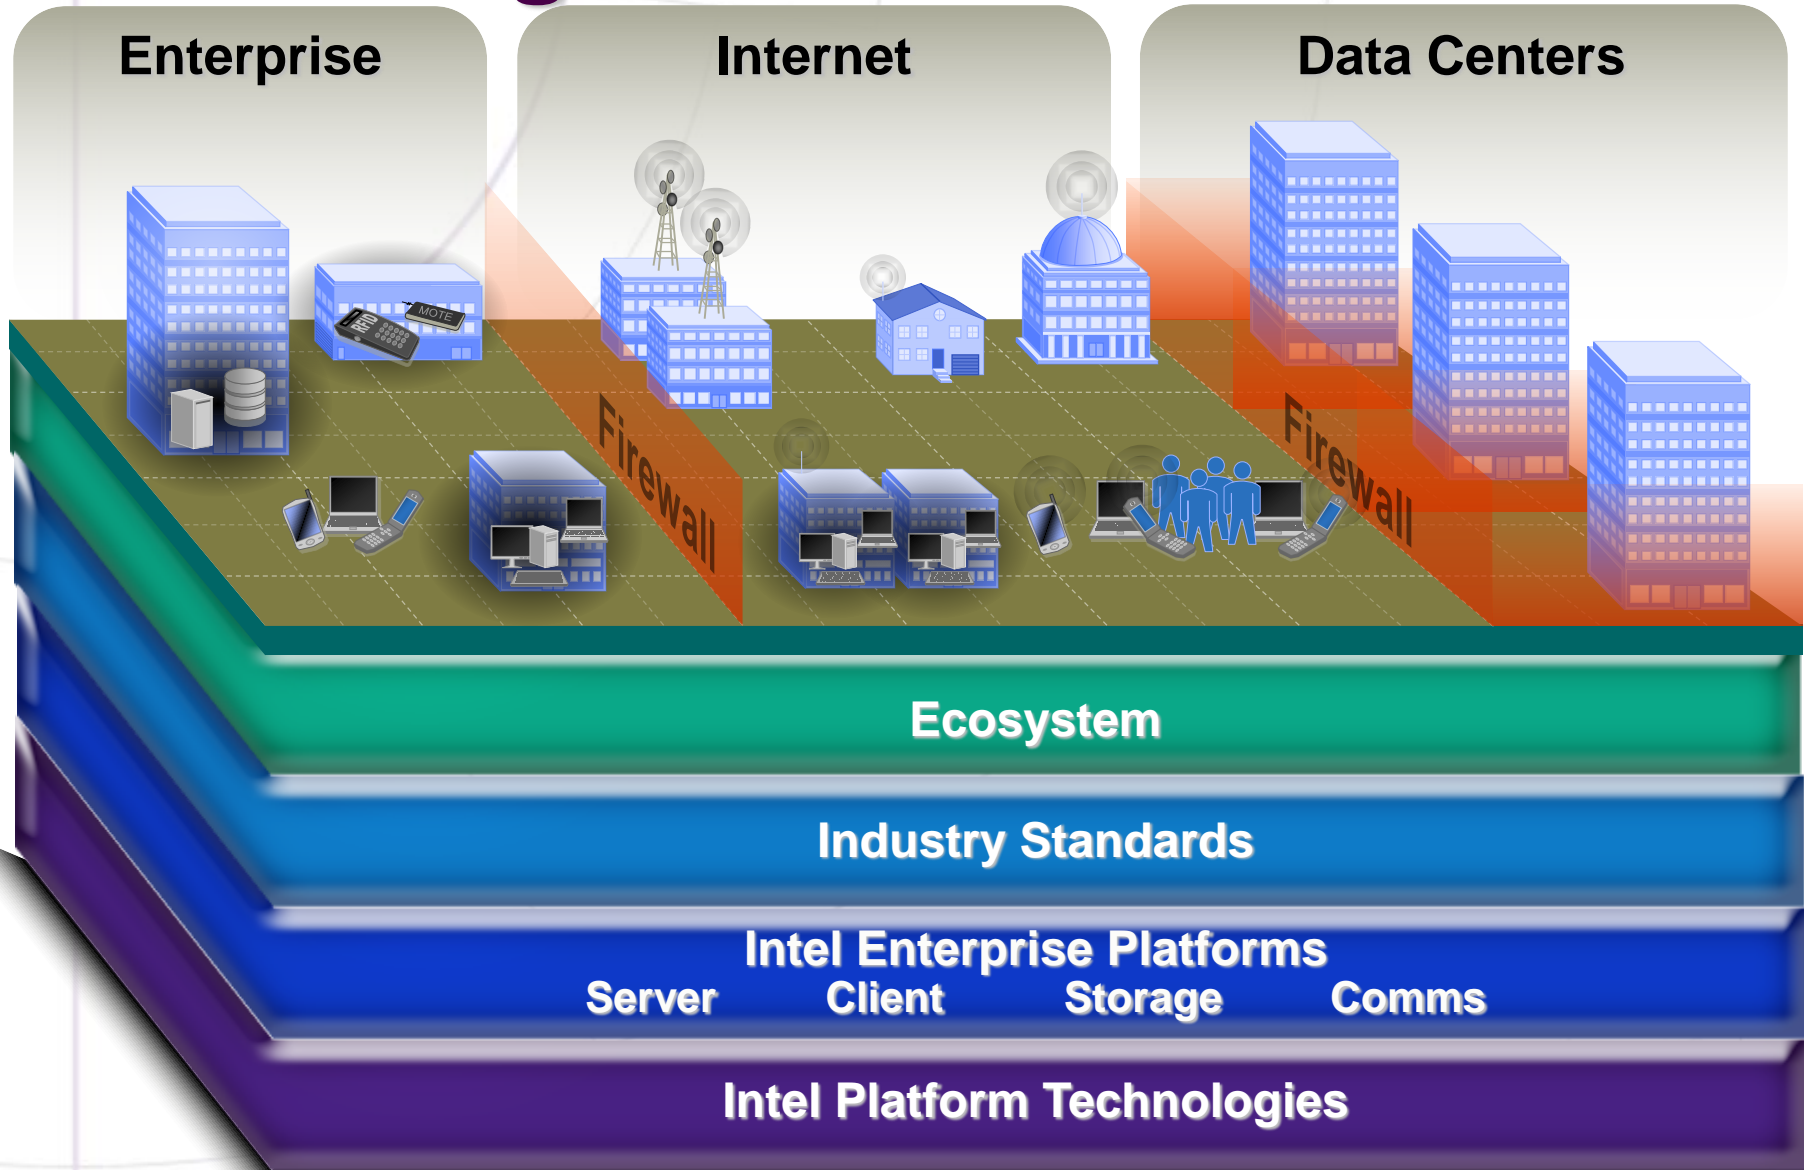 Enterprise
Internet
Data Centers
RFID
MOTE
Firewall
Firewall
Ecosystem
Industry Standards
Intel Enterprise Platforms
Server Client Storage Comms
Intel Platform Technologies